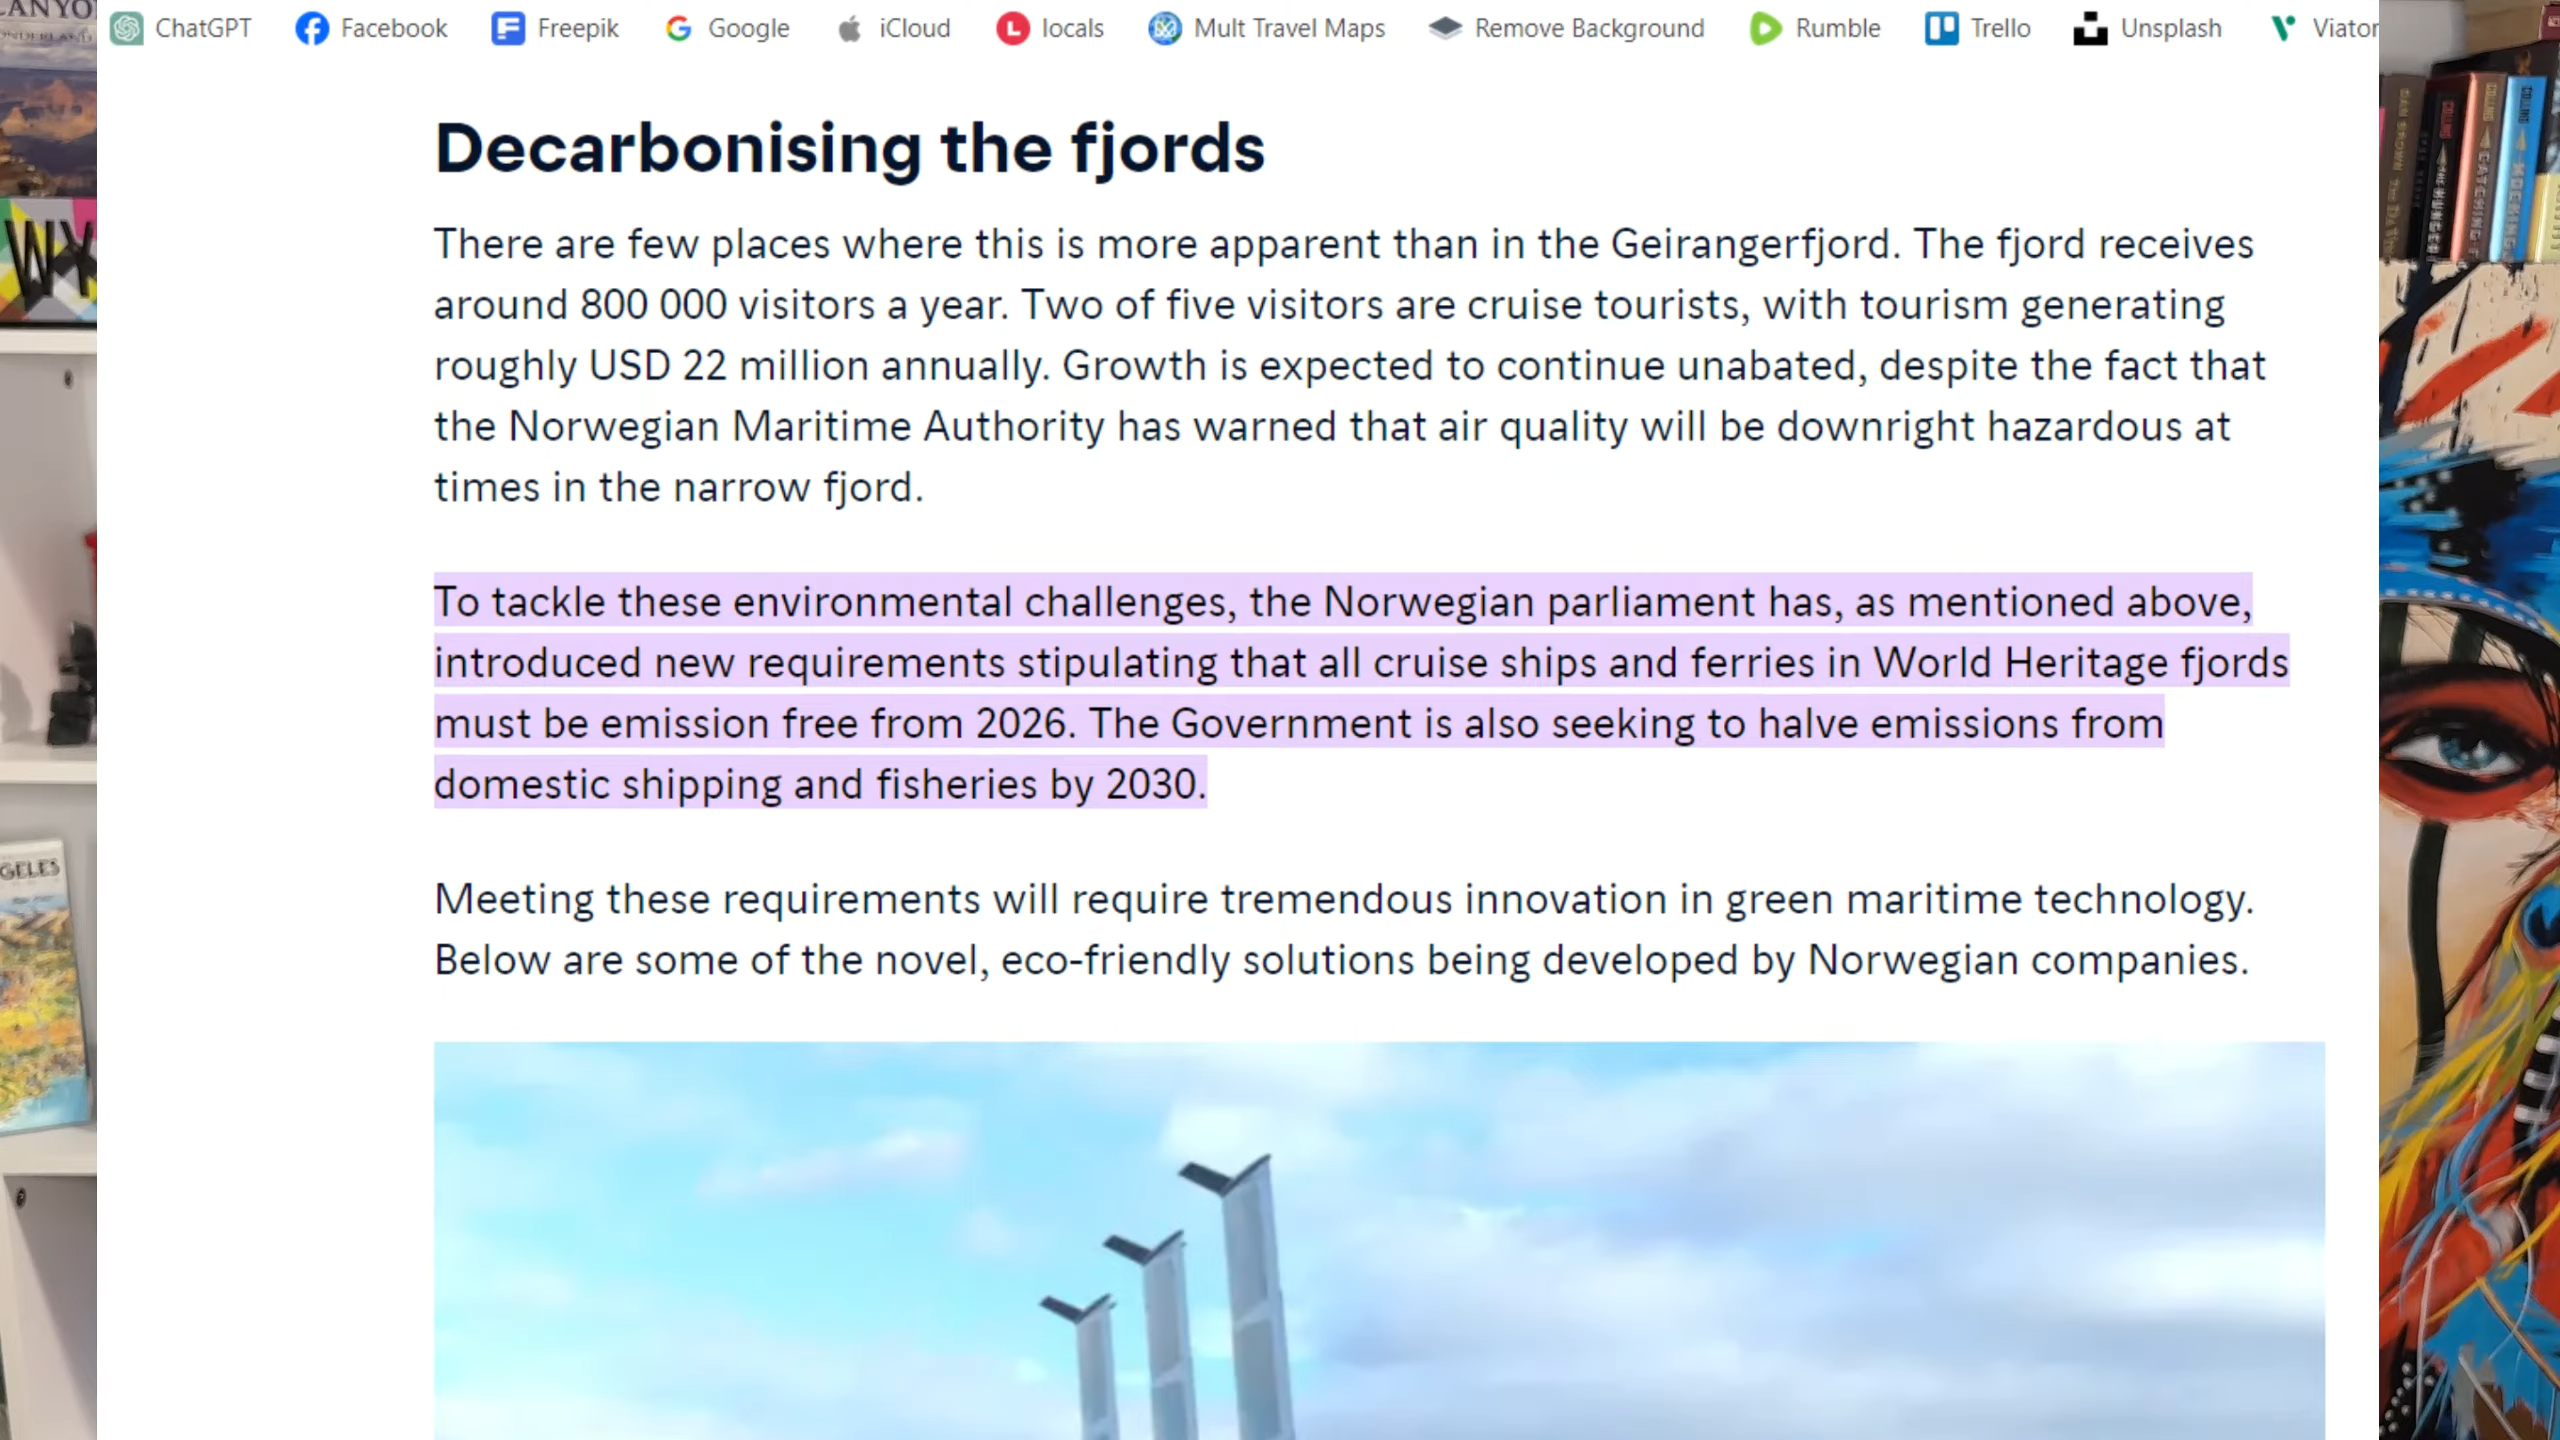 ChatGPT Facebook Freepik Google iCloud locals Mult Travel Maps Remove Background Rumble Trello Unsplash Viator
Decarbonising the fjords
There are few places where this is more apparent than in the Geirangerfjord. The fjord receives
around 800 000 visitors a year. Two of five visitors are cruise tourists, with tourism generating
roughly USD 22 million annually. Growth is expected to continue unabated, despite the fact that
the Norwegian Maritime Authority has warned that air quality will be downright hazardous at
times in the narrow fjord.
To tackle these environmental challenges, the Norwegian parliament has, as mentioned above,
introduced new requirements stipulating that all cruise ships and ferries in World Heritage fjords
must be emission free from 2026. The Government is also seeking to halve emissions from
domestic shipping and fisheries by 2030.
Meeting these requirements will require tremendous innovation in green maritime technology.
Below are some of the novel, eco-friendly solutions being developed by Norwegian companies.
WY
GELES